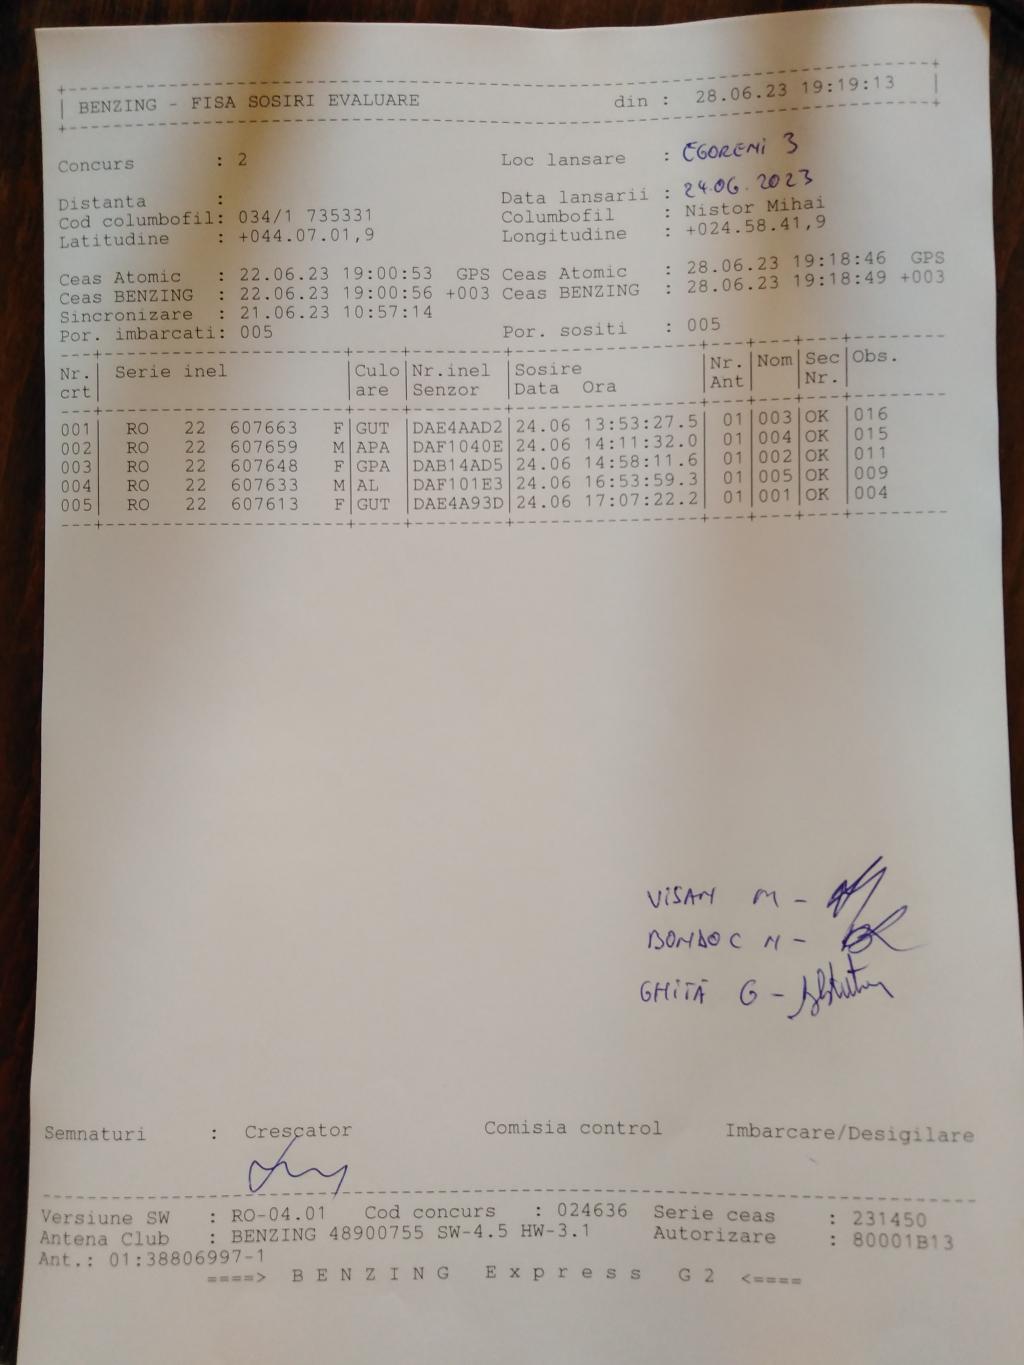 BENZING - FISA SOSIRI EVALUARE din : 28.06.23 19:19:13
Concurs : 2 Loc lansare : EGORENI 3
Distanta : Data lansarii : 24.06.2023
Cod columbofil: 034/1 735331 Columbofil : Nistor Mihai
Latitudine : +044.07.01,9 Longitudine : +024.58.41,9
Ceas Atomic : 22.06.23 19:00:53 GPS Ceas Atomic : 28.06.23 19:18:46 GPS
Ceas BENZING : 22.06.23 19:00:56 +003 Ceas BENZING : 28.06.23 19:18:49 +003
Sincronizare : 21.06.23 10:57:14
Por. imbarcati: 005 Por. sositi : 005
Nr. Serie inel Culo Nr.inel Sosire Nr. Nom Sec Obs.
crt are Senzor Data Ora Ant Nr.
001 RO 22 607663 F GUT DAE4AAD2 24.06 13:53:27.5 01 003 OK 016
002 RO 22 607659 M APA DAF1040E 24.06 14:11:32.0 01 004 OK 015
003 RO 22 607648 F GPA DAB14AD5 24.06 14:58:11.6 01 002 OK 011
004 RO 22 607633 M AL DAF101E3 24.06 16:53:59.3 01 005 OK 009
005 RO 22 607613 F GUT DAE4A93D 24.06 17:07:22.2 01 001 OK 004
VISAN M -
BONDOC N -
GHITĂ G -
Semnaturi : Crescator Comisia control Imbarcare/Desigilare
Versiune SW : RO-04.01 Cod concurs : 024636 Serie ceas : 231450
Antena Club : BENZING 48900755 SW-4.5 HW-3.1 Autorizare : 80001B13
Ant.: 01:38806997-1
====> B E N Z I N G E x p r e s s G 2 <====